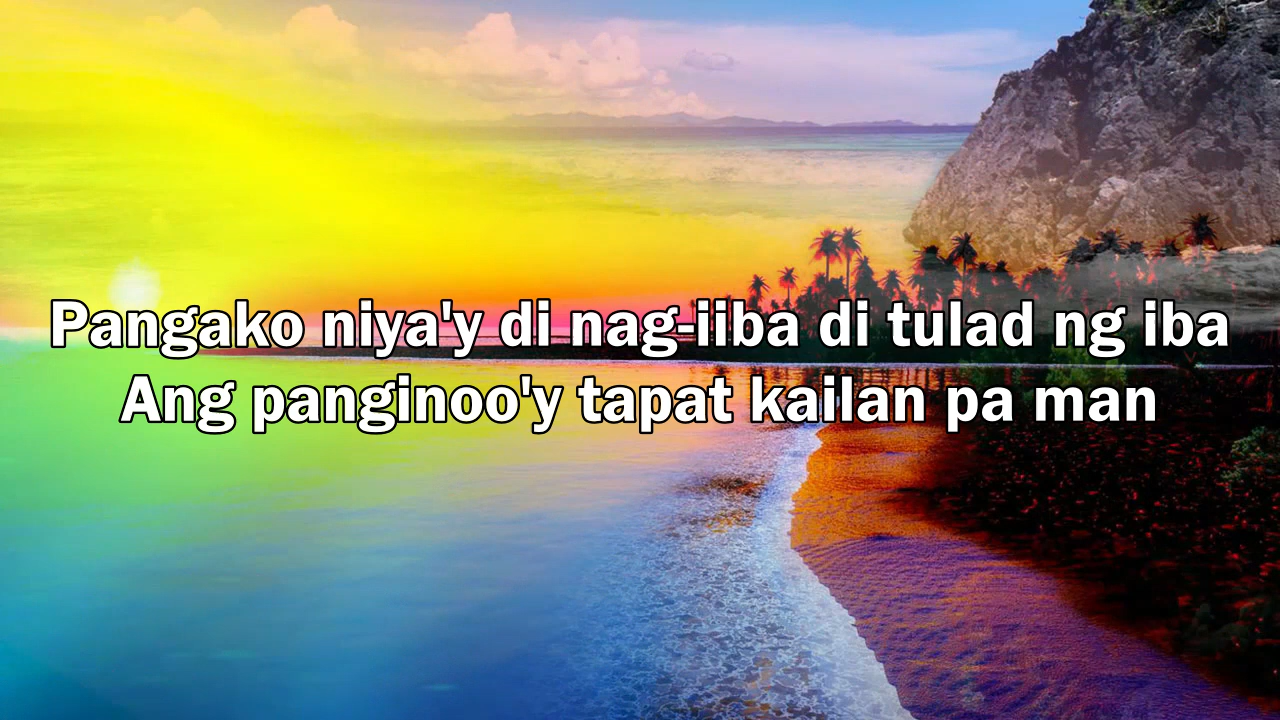 Pangako niya'y di nag-iiba di tulad ng iba
Ang panginoo'y tapat kailan pa man